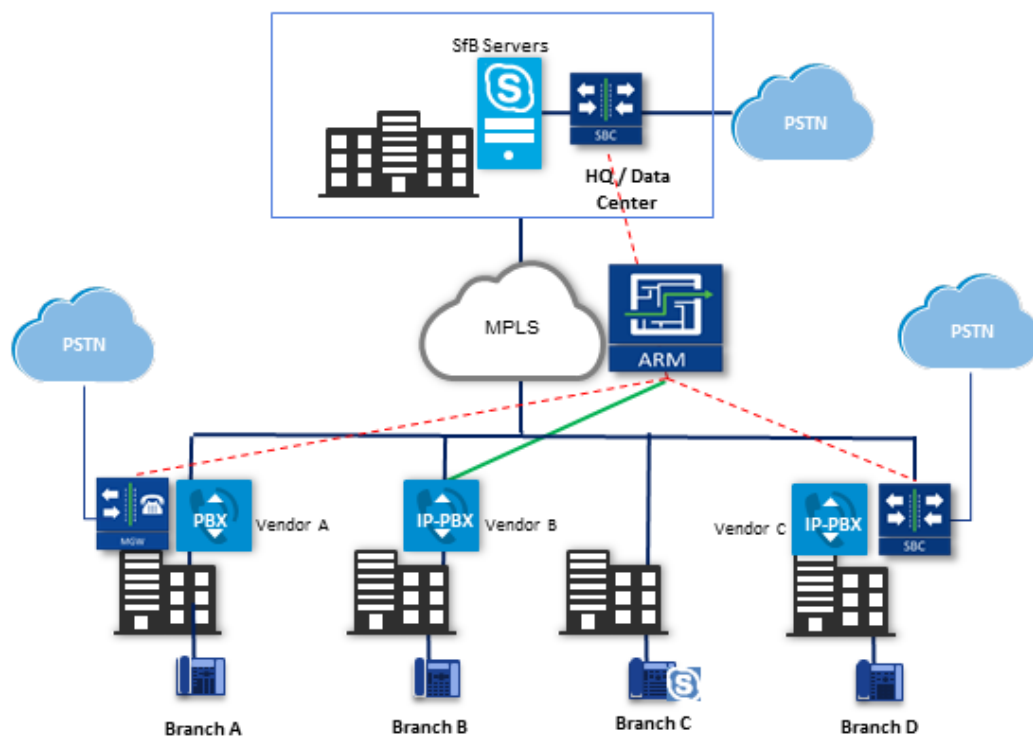 SfB Servers
S
SBC
PSTN
HQ / Data
Center
MPLS
ARM
PSTN
PSTN
MGW
PBX
Vendor A
IP-PBX
Vendor B
Vendor C
IP-PBX
SBC
S
Branch A
Branch B
Branch C
Branch D